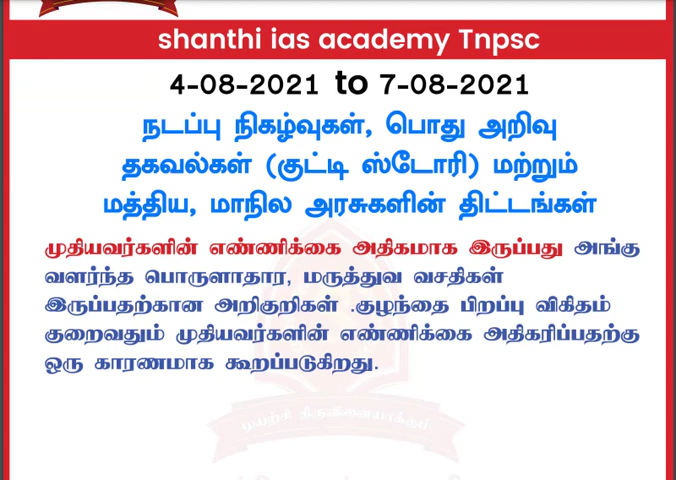 shanthi ias academy Tnpsc
4-08-2021 to 7-08-2021
நடப்பு நிகழ்வுகள், பொது அறிவு
தகவல்கள் (குட்டி ஸ்டோரி) மற்றும்
மத்திய, மாநில அரசுகளின் திட்டங்கள்
முதியவர்களின் எண்ணிக்கை அதிகமாக இருப்பது அங்கு
வளர்ந்த பொருளாதார, மருத்துவ வசதிகள்
இருப்பதற்கான அறிகுறிகள் .குழந்தை பிறப்பு விகிதம்
குறைவதும் முதியவர்களின் எண்ணிக்கை அதிகரிப்பதற்கு
ஒரு காரணமாக கூறப்படுகிறது.
முயற்சி திருவினையாக்கும்